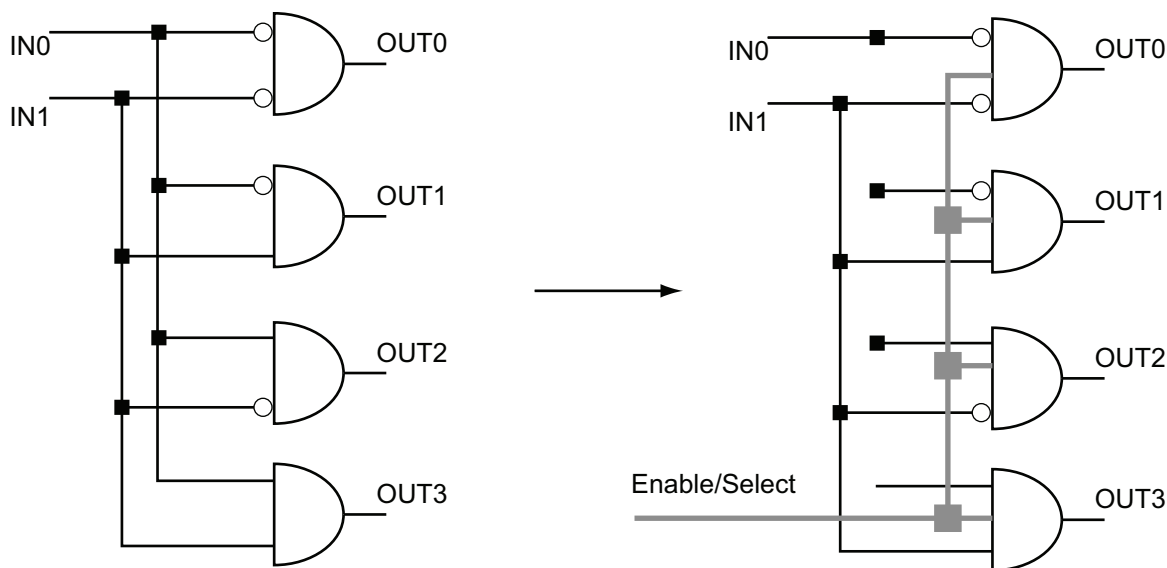 IN0
OUT0
IN1
OUT1
OUT2
OUT3
IN0
OUT0
IN1
OUT1
OUT2
Enable/Select
OUT3